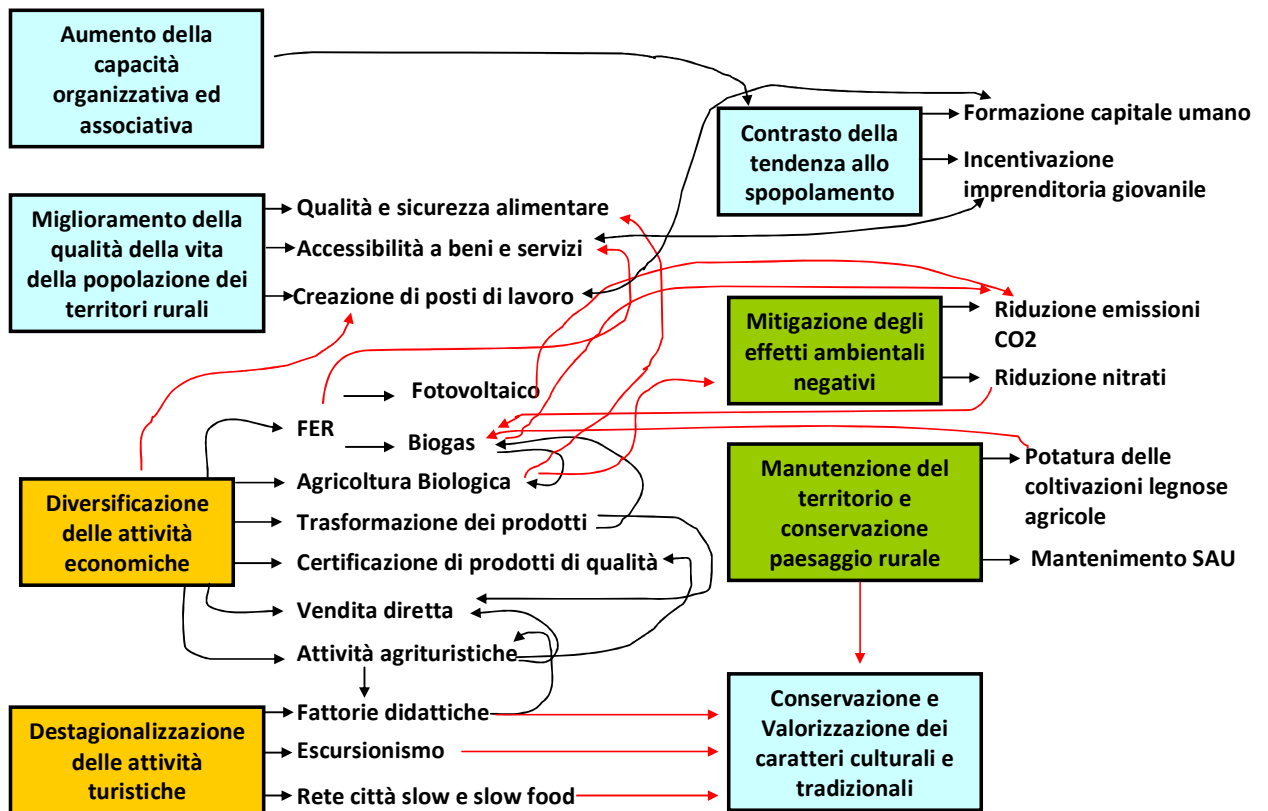 Aumento della
capacità
organizzativa ed
associativa
Contrasto della
tendenza allo
spopolamento
Formazione capitale umano
Incentivazione
imprenditoria giovanile
Miglioramento della
qualità della vita
della popolazione dei
territori rurali
Qualità e sicurezza alimentare
Accessibilità a beni e servizi
Creazione di posti di lavoro
Mitigazione degli
effetti ambientali
negativi
Riduzione emissioni
CO2
Riduzione nitrati
Fotovoltaico
FER
Biogas
Agricoltura Biologica
Trasformazione dei prodotti
Certificazione di prodotti di qualità
Vendita diretta
Attività agrituristiche
Diversificazione
delle attività
economiche
Manutenzione del
territorio e
conservazione
paesaggio rurale
Potatura delle
coltivazioni legnose
agricole
Mantenimento SAU
Destagionalizzazione
delle attività
turistiche
Fattorie didattiche
Escursionismo
Rete città slow e slow food
Conservazione e
Valorizzazione dei
caratteri culturali e
tradizionali